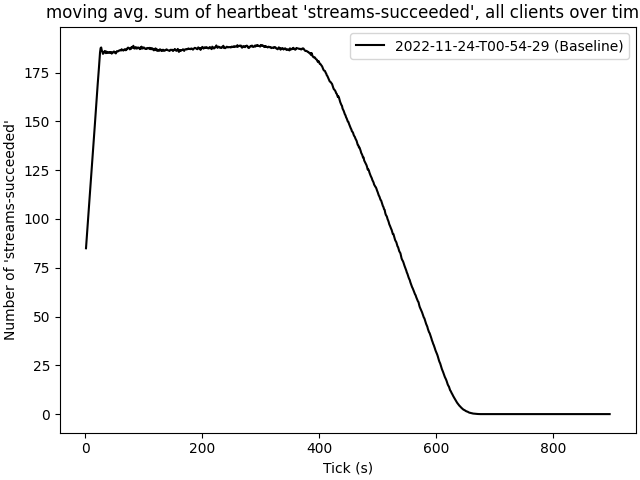 moving avg. sum of heartbeat 'streams-succeeded', all clients over tim
2022-11-24-T00-54-29 (Baseline)
Number of 'streams-succeeded'
175
150
125
100
75
50
25
0
0 200 400 600 800
Tick (s)